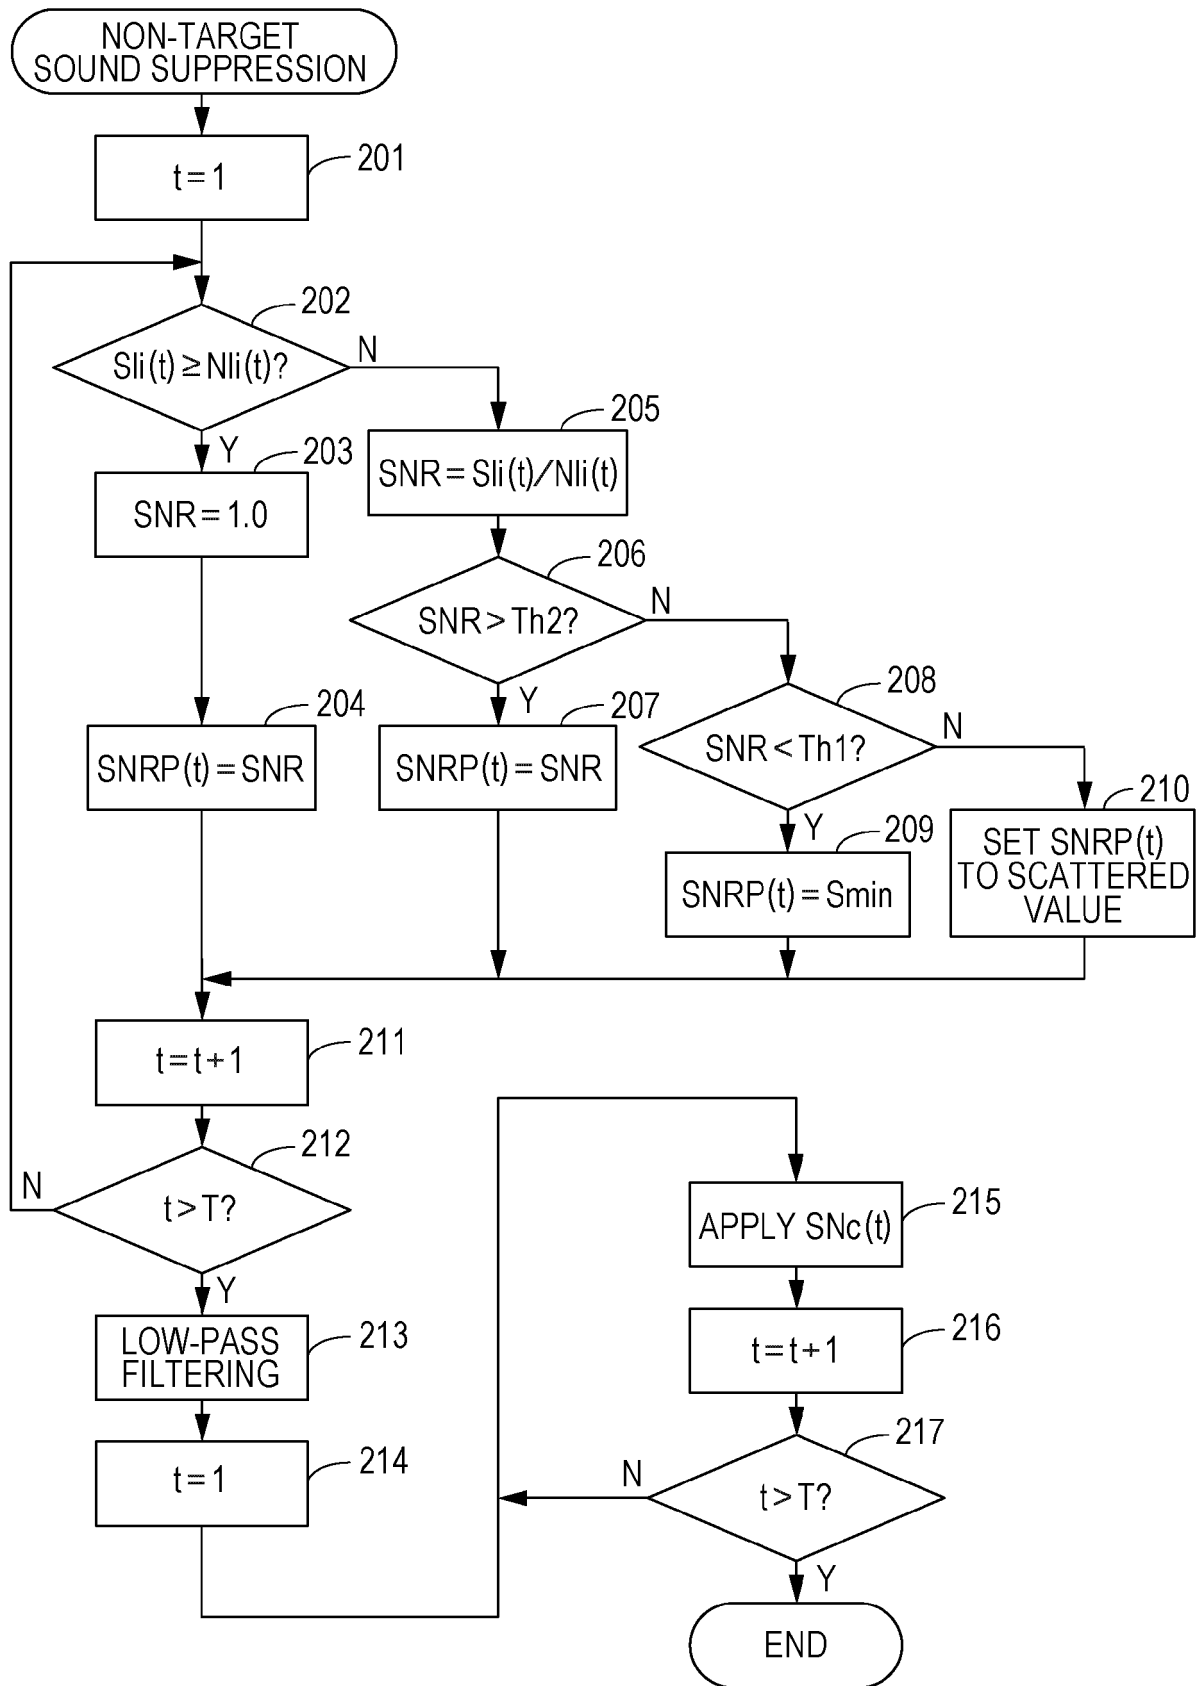 NON-TARGET
SOUND SUPPRESSION
201
t=1
202
Sli(t) ≥ Nli(t)?
N
Y
203
SNR=1.0
205
SNR=Sli(t)/Nli(t)
206
SNR>Th2?
N
Y
204
SNRP(t)=SNR
207
SNRP(t)=SNR
208
SNR<Th1?
N
Y
209
SNRP(t)=Smin
210
SET SNRP(t)
TO SCATTERED
VALUE
211
t=t+1
212
t>T?
N
Y
213
LOW-PASS
FILTERING
214
t=1
215
APPLY SNc(t)
216
t=t+1
217
t>T?
N
Y
END